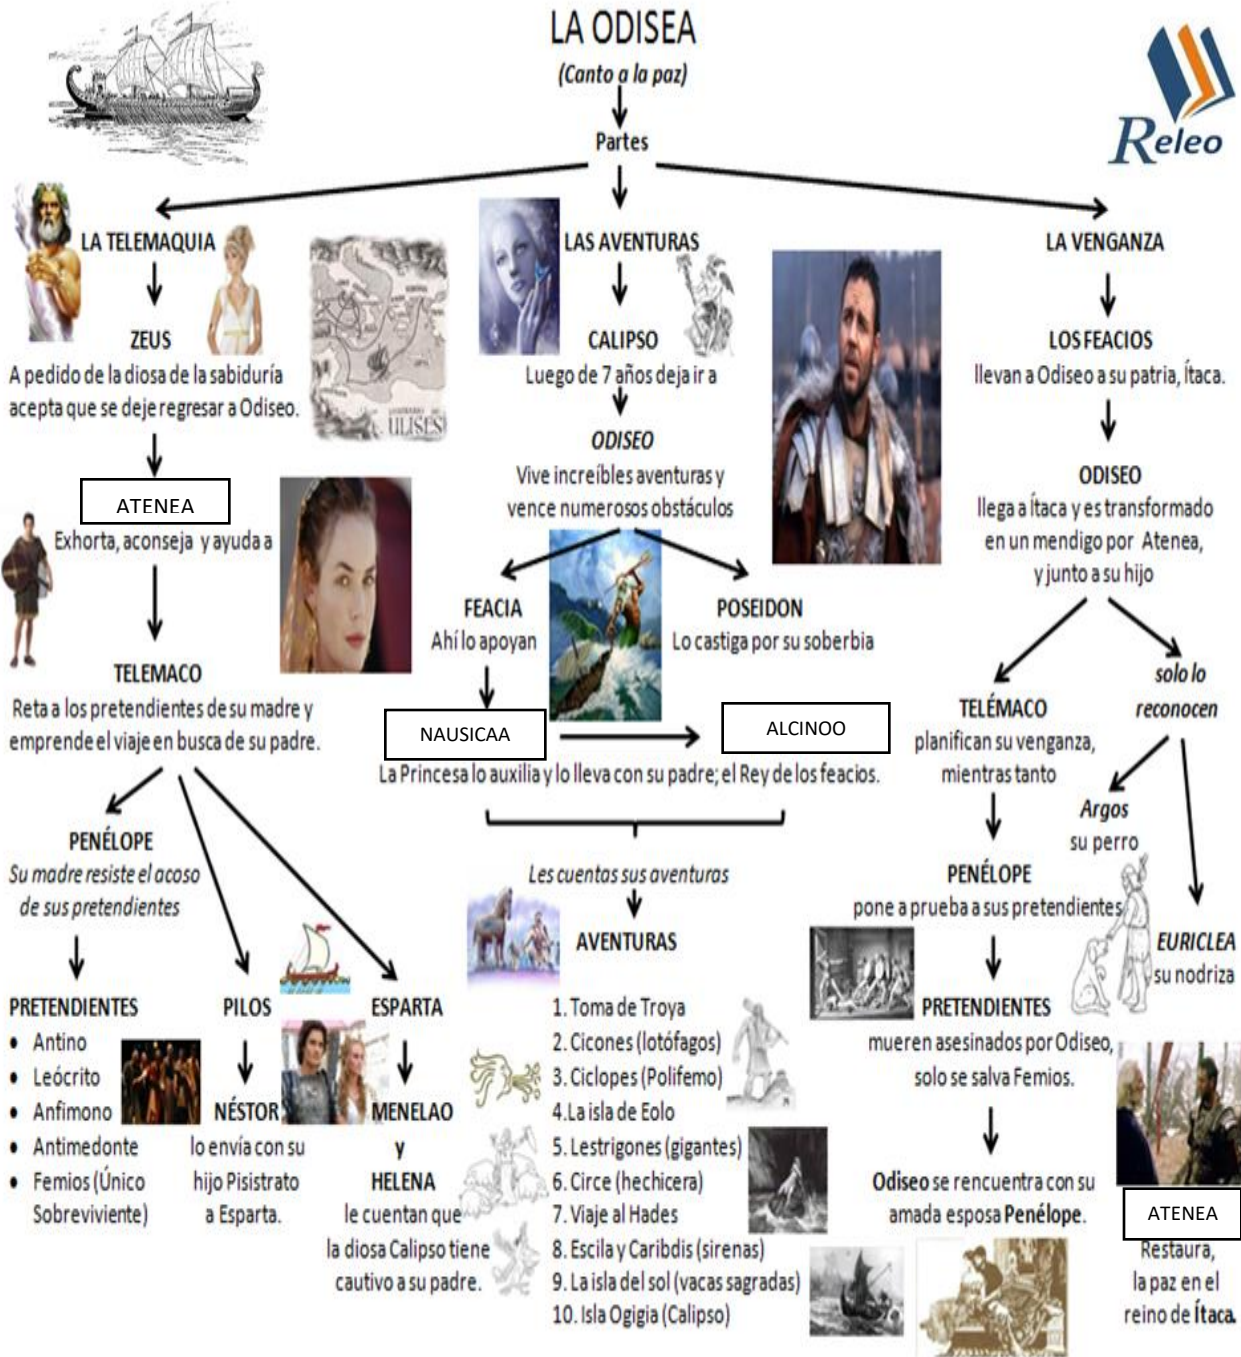 LA ODISEA
(Canto a la paz)
Partes
Releo
LA TELEMAQUIA
ZEUS
A pedido de la diosa de la sabiduría
acepta que se deje regresar a Odiseo.
ATENEA
Exhorta, aconseja y ayuda a
TELEMACO
Reta a los pretendientes de su madre y
emprende el viaje en busca de su padre.
PENÉLOPE
Su madre resiste el acoso
de sus pretendientes
PRETENDIENTES
• Antino
• Leócrito
• Anfímono
• Antimedonte
• Femios (Único
Sobreviviente)
PILOS
NÉSTOR
lo envía con su
hijo Pisistrato
a Esparta.
ESPARTA
MENELAO
y
HELENA
le cuentan que
la diosa Calipso tiene
cautivo a su padre.
ULISES
LAS AVENTURAS
CALIPSO
Luego de 7 años deja ir a
ODISEO
Vive increíbles aventuras y
vence numerosos obstáculos
FEACIA
Ahí lo apoyan
POSEIDON
Lo castiga por su soberbia
NAUSICAA
ALCINOO
La Princesa lo auxilia y lo lleva con su padre; el Rey de los feacios.
Les cuentas sus aventuras
AVENTURAS
1. Toma de Troya
2. Cicones (lotófagos)
3. Ciclopes (Polifemo)
4. La isla de Eolo
5. Lestrigones (gigantes)
6. Circe (hechicera)
7. Viaje al Hades
8. Escila y Caribdis (sirenas)
9. La isla del sol (vacas sagradas)
10. Isla Ogigia (Calipso)
LA VENGANZA
LOS FEACIOS
llevan a Odiseo a su patria, Ítaca.
ODISEO
llega a Ítaca y es transformado
en un mendigo por Atenea,
y junto a su hijo
TELÉMACO
planifican su venganza,
mientras tanto
PENÉLOPE
pone a prueba a sus pretendientes
PRETENDIENTES
mueren asesinados por Odiseo,
solo se salva Femios.
Odiseo se rencuentra con su
amada esposa Penélope.
solo lo
reconocen
Argos
su perro
EURICLEA
su nodriza
ATENEA
Restaura,
la paz en el
reino de Ítaca.